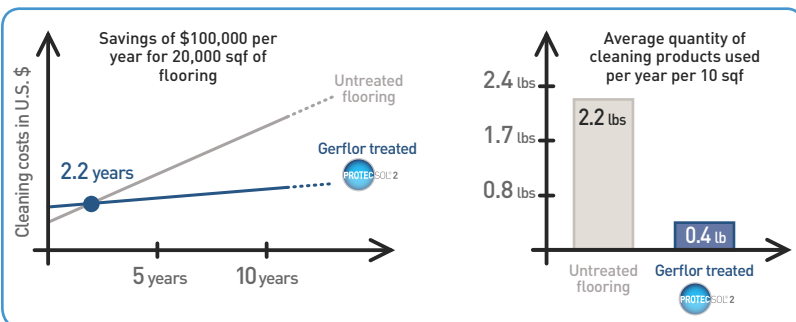 Savings of $100,000 per
year for 20,000 sqf of
flooring
Cleaning costs in U.S. $
Untreated
flooring
Gerflor treated
PROTECSOL® 2
2.2 years
5 years
10 years
Average quantity of
cleaning products used
per year per 10 sqf
2.4 lbs
1.7 lbs
0.8 lbs
2.2 lbs
0.4 lb
Untreated
flooring
Gerflor treated
PROTECSOL® 2